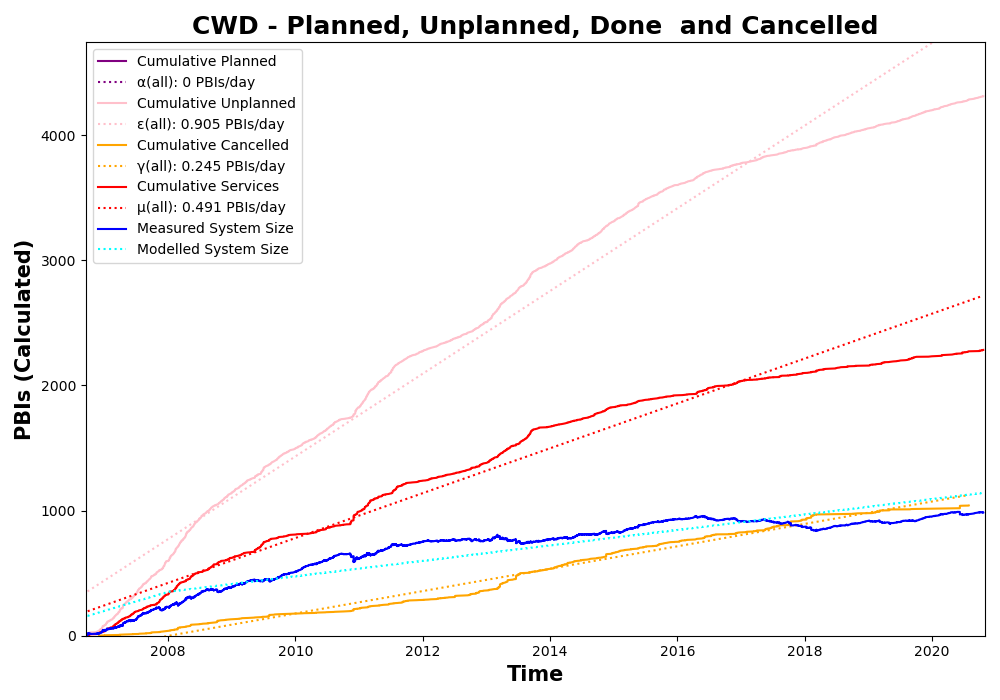 CWD - Planned, Unplanned, Done  and Cancelled
Cumulative Planned
α(all): 0 PBIs/day
Cumulative Unplanned
ε(all): 0.905 PBIs/day
Cumulative Cancelled
γ(all): 0.245 PBIs/day
Cumulative Services
μ(all): 0.491 PBIs/day
Measured System Size
Modelled System Size
PBIs (Calculated)
4000
3000
2000
1000
0
2008 2010 2012 2014 2016 2018 2020
Time